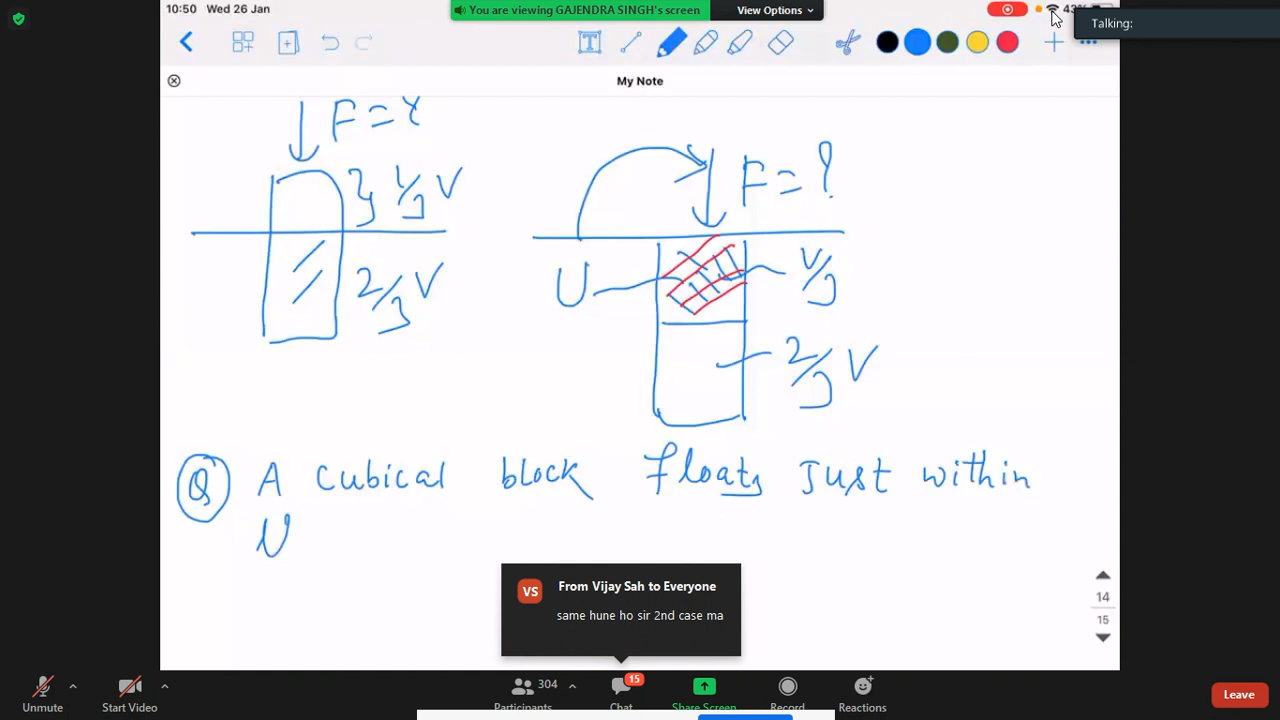 10:50 Wed 26 Jan
You are viewing GAJENDRA SINGH's screen
View Options
43%
Talking:
My Note
F = ?
1/3 V
2/3 V
F = ?
U
V/3
2/3 V
Q A cubical block floats just within
VS From Vijay Sah to Everyone
same hune ho sir 2nd case ma
14
15
Unmute
Start Video
304
Participants
15
Chat
Share Screen
Record
Reactions
Leave